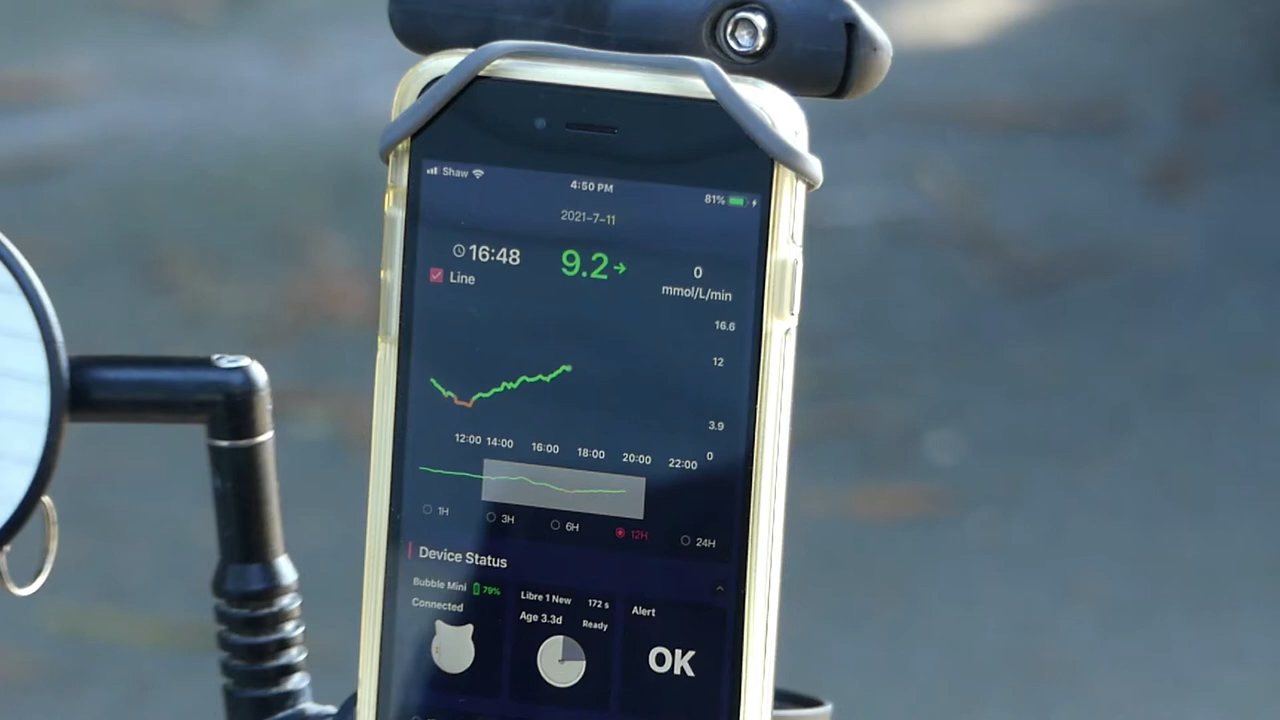 Shaw
4:50 PM
81%
2021-7-11
16:48
9.2
0
Line
mmol/L/min
16.6
12
3.9
0
12:00 14:00 16:00 18:00 20:00 22:00
1H 3H 6H 12H 24H
Device Status
Bubble Mini 79%
Connected
Libre 1 New 172 s
Age 3.3d Ready
Alert
OK